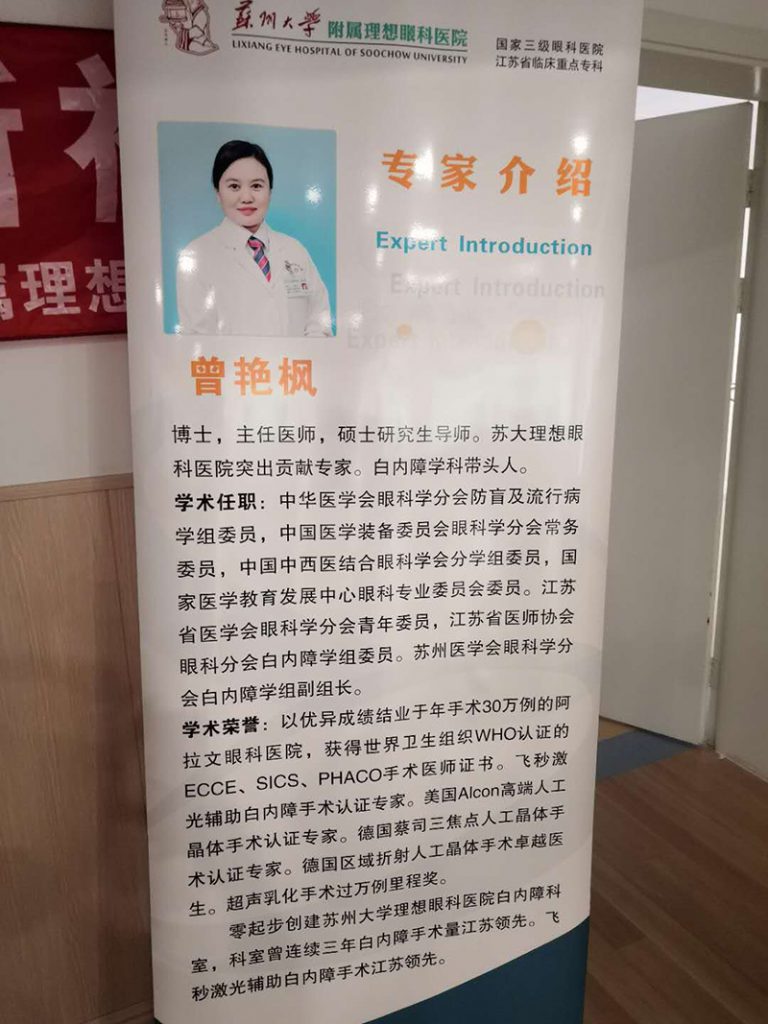 蘇州大學
附属理想眼科医院
LIXIANG EYE HOSPITAL OF SOOCHOW UNIVERSITY
国家三级眼科医院
江苏省临床重点专科
属理想
专家介绍
Expert Introduction
Expert Introduction
曾艳枫
博士，主任医师，硕士研究生导师。苏大理想眼
科医院突出贡献专家。白内障学科带头人。
学术任职：中华医学会眼科学分会防盲及流行病
学组委员，中国医学装备委员会眼科学分会常务
委员，中国中西医结合眼科学会分学组委员，国
家医学教育发展中心眼科专业委员会委员。江苏
省医学会眼科学分会青年委员，江苏省医师协会
眼科分会白内障学组委员。苏州医学会眼科学分
会白内障学组副组长。
学术荣誉：以优异成绩结业于年手术30万例的阿
拉文眼科医院，获得世界卫生组织WHO认证的
ECCE、SICS、PHACO手术医师证书。飞秒激
光辅助白内障手术认证专家。美国Alcon高端人工
晶体手术认证专家。德国蔡司三焦点人工晶体手
术认证专家。德国区域折射人工晶体手术卓越医
生。超声乳化手术过万例里程奖。
零起步创建苏州大学理想眼科医院白内障科
室，科室曾连续三年白内障手术量江苏领先。飞
秒激光辅助白内障手术江苏领先。